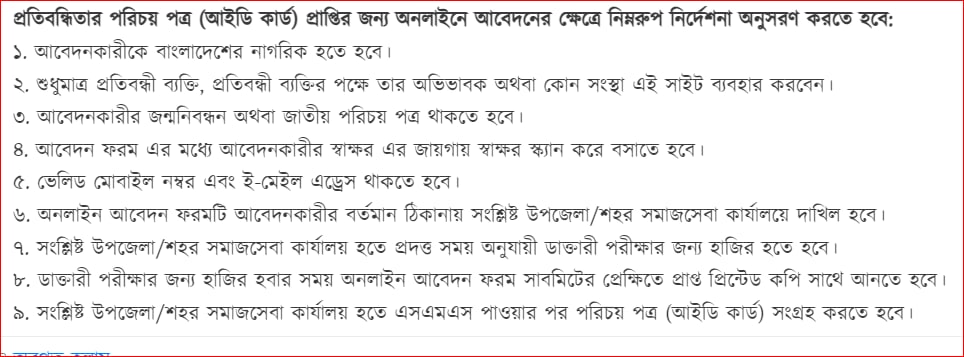 প্রতিবন্ধিতার পরিচয় পত্র (আইডি কার্ড) প্রাপ্তির জন্য অনলাইনে আবেদনের ক্ষেত্রে নিম্নরুপ নির্দেশনা অনুসরণ করতে হবে:
১. আবেদনকারীকে বাংলাদেশের নাগরিক হতে হবে।
২. শুধুমাত্র প্রতিবন্ধী ব্যক্তি, প্রতিবন্ধী ব্যক্তির পক্ষে তার অভিভাবক অথবা কোন সংস্থা এই সাইট ব্যবহার করবেন।
৩. আবেদনকারীর জন্মনিবন্ধন অথবা জাতীয় পরিচয় পত্র থাকতে হবে।
৪. আবেদন ফরম এর মধ্যে আবেদনকারীর স্বাক্ষর এর জায়গায় স্বাক্ষর স্ক্যান করে বসাতে হবে।
৫. ভেলিড মোবাইল নম্বর এবং ই-মেইল এড্রেস থাকতে হবে।
৬. অনলাইন আবেদন ফরমটি আবেদনকারীর বর্তমান ঠিকানায় সংশ্লিষ্ট উপজেলা/শহর সমাজসেবা কার্যালয়ে দাখিল হবে।
৭. সংশ্লিষ্ট উপজেলা/শহর সমাজসেবা কার্যালয় হতে প্রদত্ত সময় অনুযায়ী ডাক্তারী পরীক্ষার জন্য হাজির হতে হবে।
৮. ডাক্তারী পরীক্ষার জন্য হাজির হবার সময় অনলাইন আবেদন ফরম সাবমিটের প্রেক্ষিতে প্রাপ্ত প্রিন্টেড কপি সাথে আনতে হবে।
৯. সংশ্লিষ্ট উপজেলা/শহর সমাজসেবা কার্যালয় হতে এসএমএস পাওয়ার পর পরিচয় পত্র (আইডি কার্ড) সংগ্রহ করতে হবে।